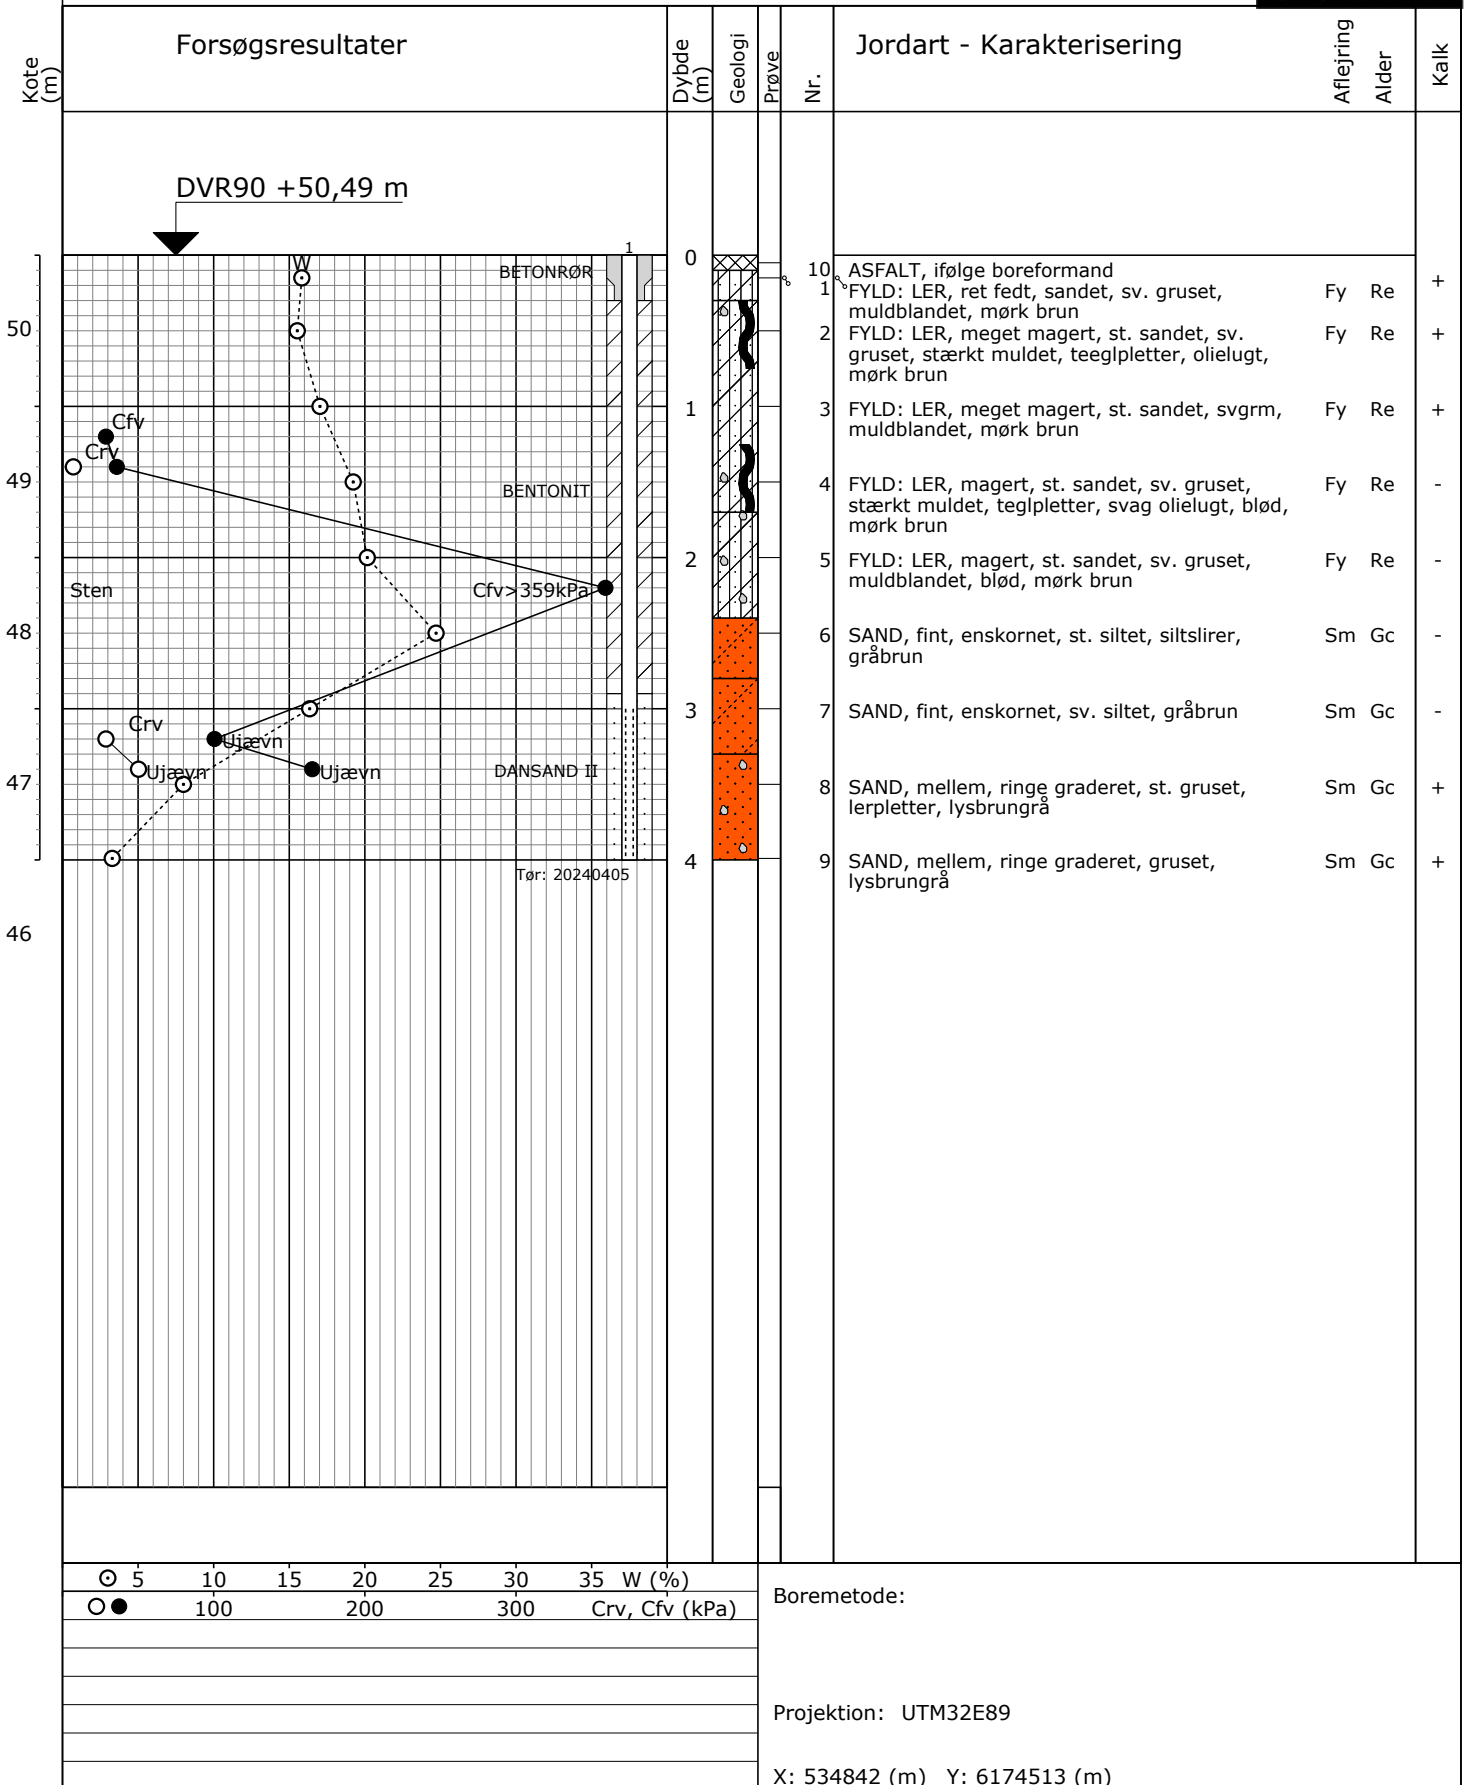 Kote
(m)
Forsøgsresultater
Dybde
(m)
Geologi
Prøve
Nr.
Jordart - Karakterisering
Aflejring
Alder
Kalk
DVR90 +50,49 m
1
W
BETONRØR
0
10 ASFALT, ifølge boreformand
+
1 FYLD: LER, ret fedt, sandet, sv. gruset, Fy Re
muldblandet, mørk brun
50
2 FYLD: LER, meget magert, st. sandet, sv. Fy Re +
gruset, stærkt muldet, teeglpletter, olielugt,
mørk brun
1
3 FYLD: LER, meget magert, st. sandet, svgrm, Fy Re +
muldblandet, mørk brun
Cfv
Crv
49
BENTONIT
4 FYLD: LER, magert, st. sandet, sv. gruset, Fy Re -
stærkt muldet, teglpletter, svag olielugt, blød,
mørk brun
2
5 FYLD: LER, magert, st. sandet, sv. gruset, Fy Re -
muldblandet, blød, mørk brun
Sten
Cfv>359kPa
48
6 SAND, fint, enskornet, st. siltet, siltslirer, Sm Gc -
gråbrun
3
7 SAND, fint, enskornet, sv. siltet, gråbrun Sm Gc -
Crv
Ujævn
Ujævn
Ujævn
DANSAND II
47
8 SAND, mellem, ringe graderet, st. gruset, Sm Gc +
lerpletter, lysbrungrå
4
9 SAND, mellem, ringe graderet, gruset, Sm Gc +
lysbrungrå
Tør: 20240405
46
5 10 15 20 25 30 35 W (%)
100 200 300 Crv, Cfv (kPa)
Boremetode:
Projektion: UTM32E89
X: 534842 (m) Y: 6174513 (m)